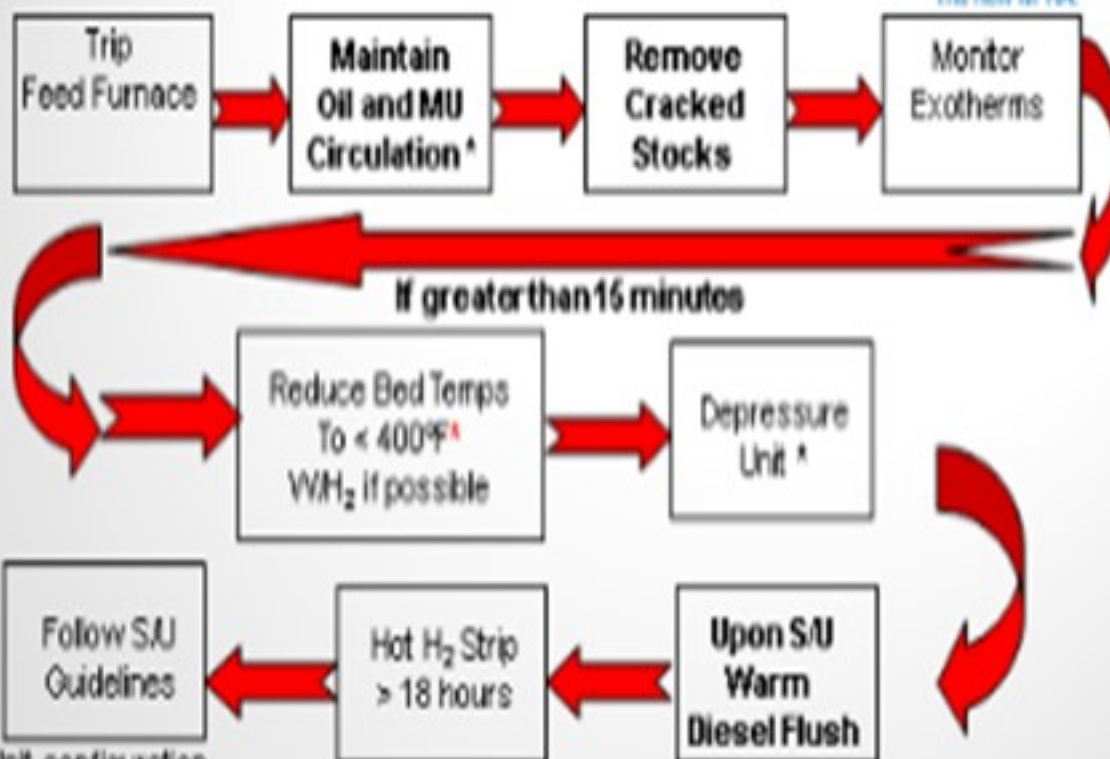 Trip
Feed Furnace
Maintain
Oil and MU
Circulation *
Remove
Cracked
Stocks
Monitor
Exotherms
If greater than 15 minutes
Reduce Bed Temps
To < 400°F*
W/H₂ if possible
Depressure
Unit *
Upon S/U
Warm
Diesel Flush
Hot H₂ Strip
> 18 hours
Follow S/U
Guidelines